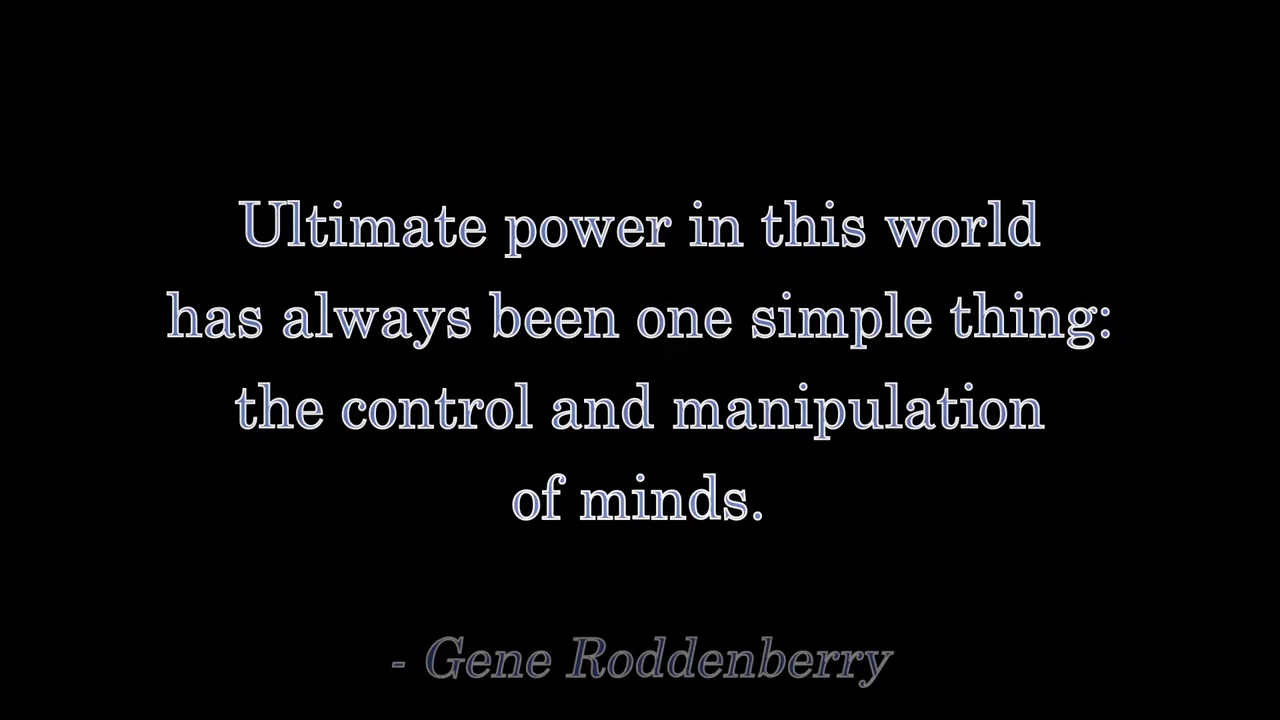 Ultimate power in this world
has always been one simple thing:
the control and manipulation
of minds.
- Gene Roddenberry